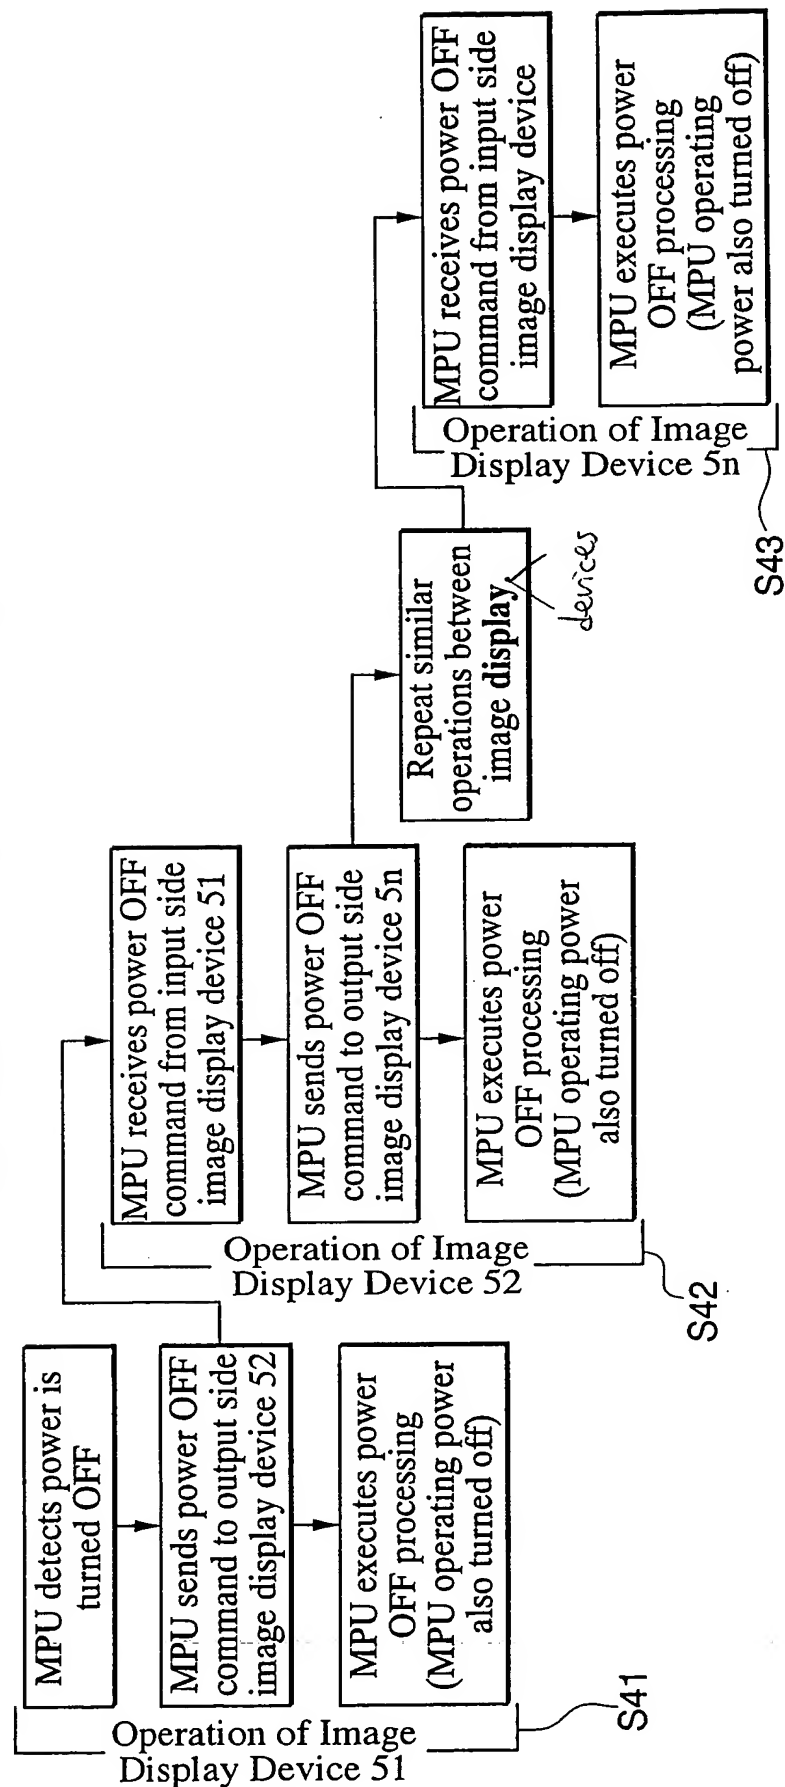 MPU detects power is
turned OFF
MPU sends power OFF
command to output side
image display device 52
MPU executes power
OFF processing
(MPU operating power
also turned off)
Operation of Image
Display Device 51
S41
MPU receives power OFF
command from input side
image display device 51
MPU sends power OFF
command to output side
image display device 5n
MPU executes power
OFF processing
(MPU operating power
also turned off)
Operation of Image
Display Device 52
S42
Repeat similar
operations between
image display
devices
MPU receives power OFF
command from input side
image display device
MPU executes power
OFF processing
(MPU operating
power also turned off)
Operation of Image
Display Device 5n
S43